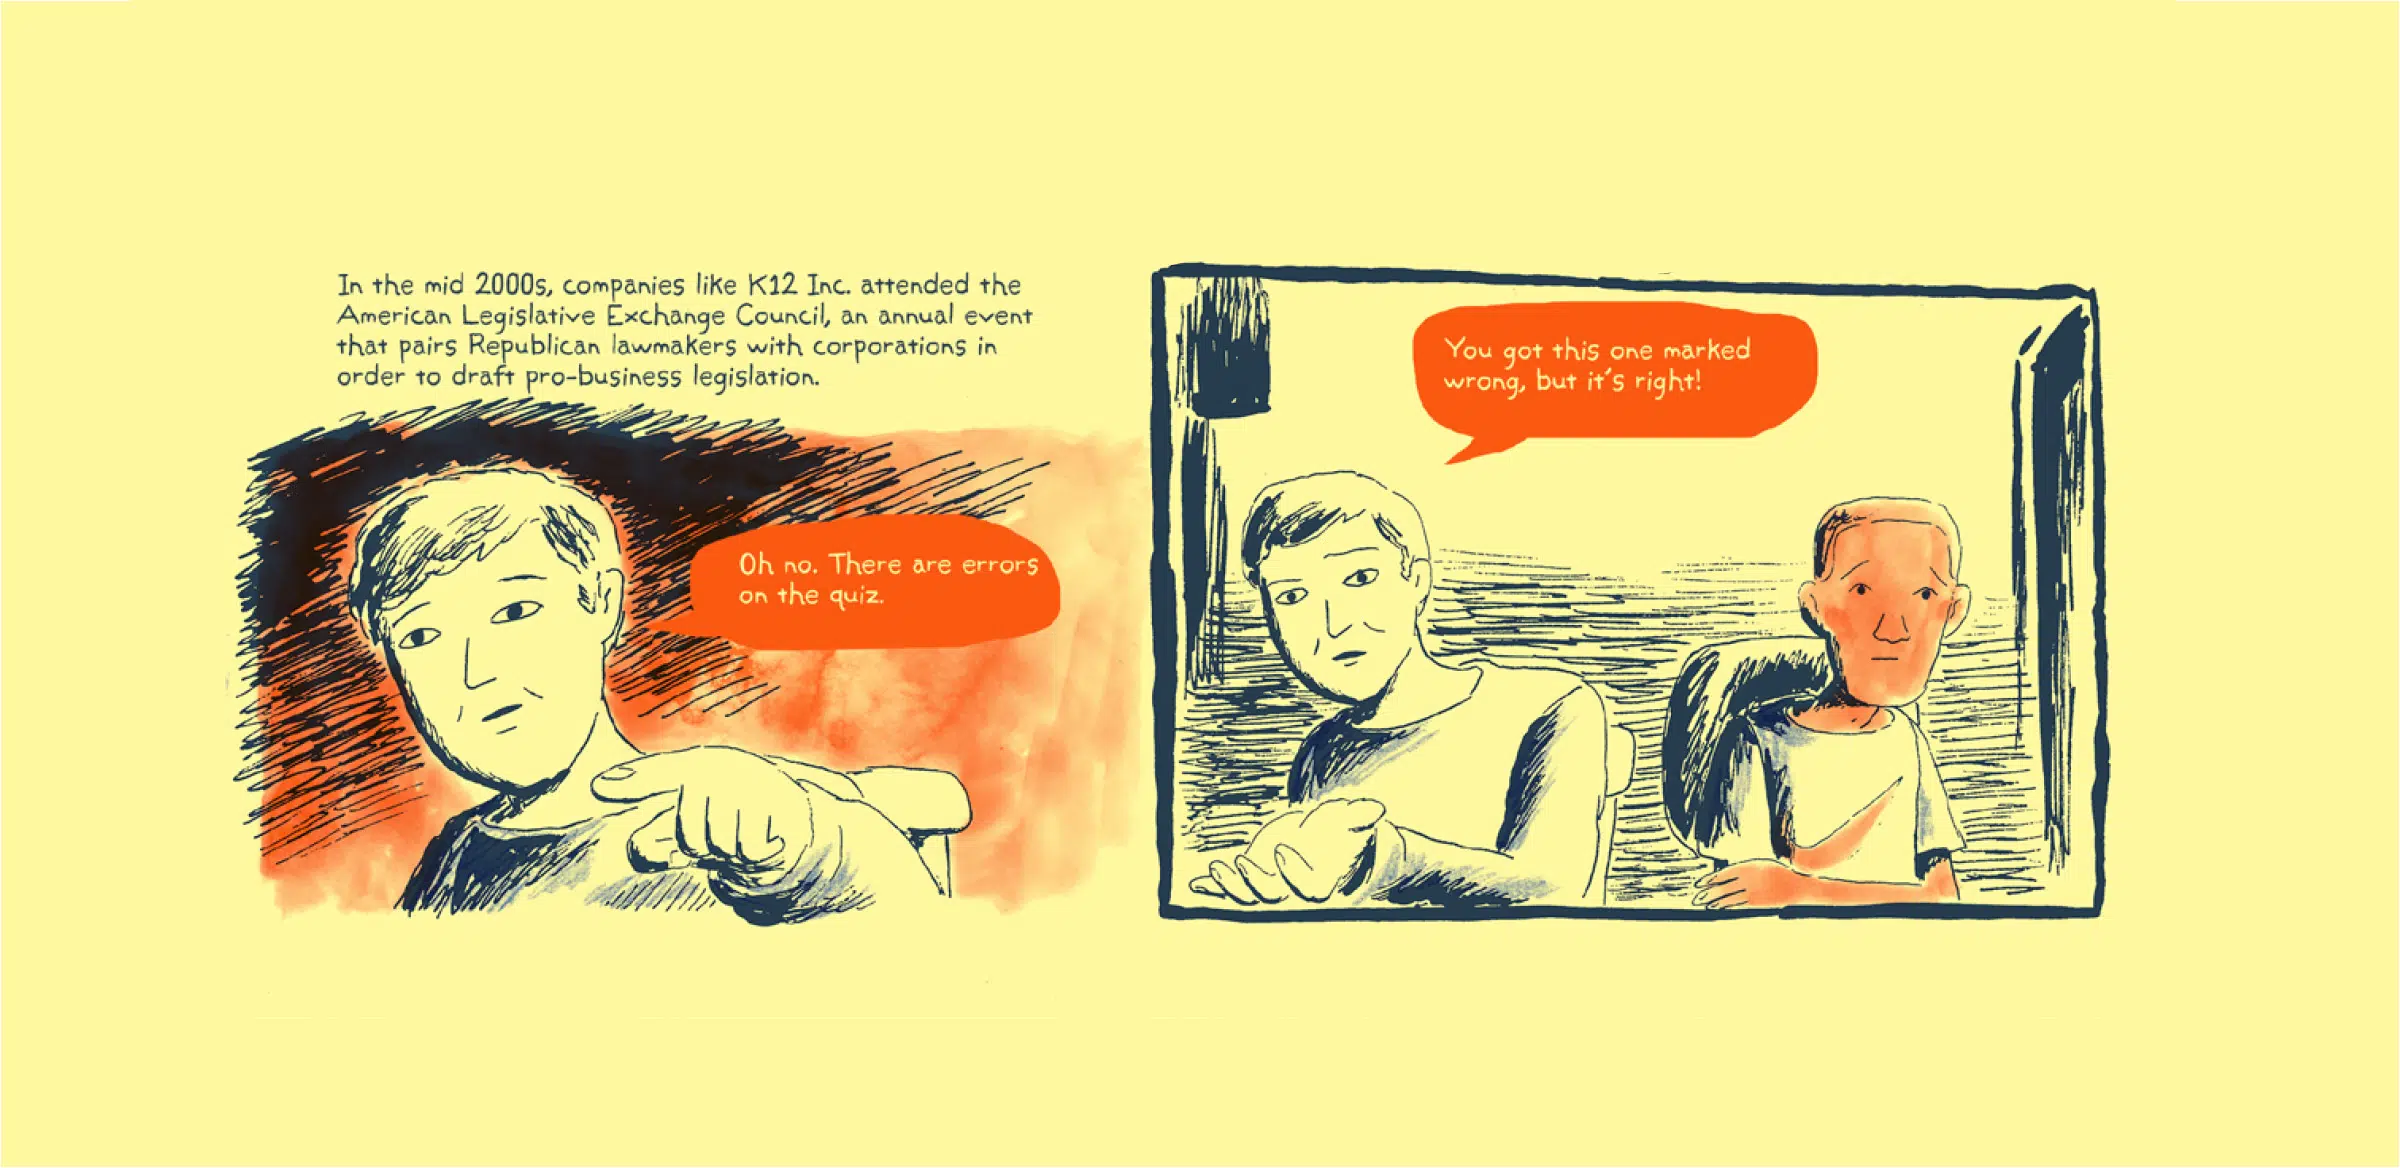 In the mid 2000s, companies like K12 Inc. attended the
American Legislative Exchange Council, an annual event
that pairs Republican lawmakers with corporations in
order to draft pro-business legislation.
Oh no. There are errors
on the quiz.
You got this one marked
wrong, but it's right!